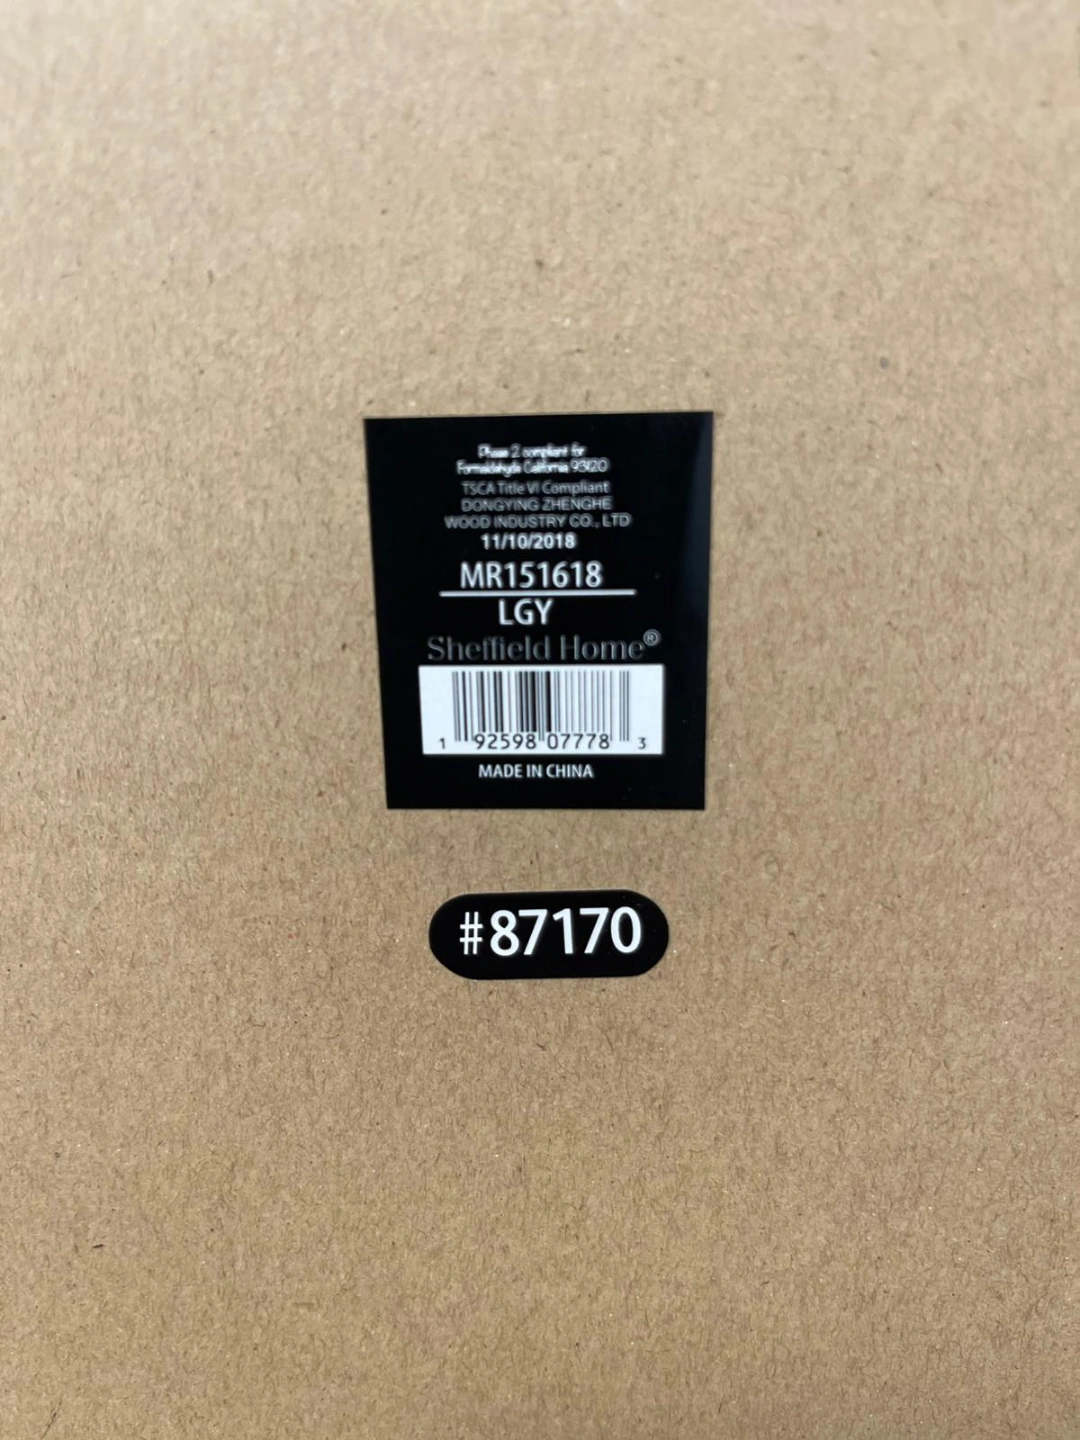 Phase 2 compliant for
Formaldehyde California 93120
TSCA Title VI Compliant
DONGYING ZHENGHE
WOOD INDUSTRY CO., LTD
11/10/2018
MR151618
LGY
Sheffield Home®
1 92598 07778 3
MADE IN CHINA
#87170